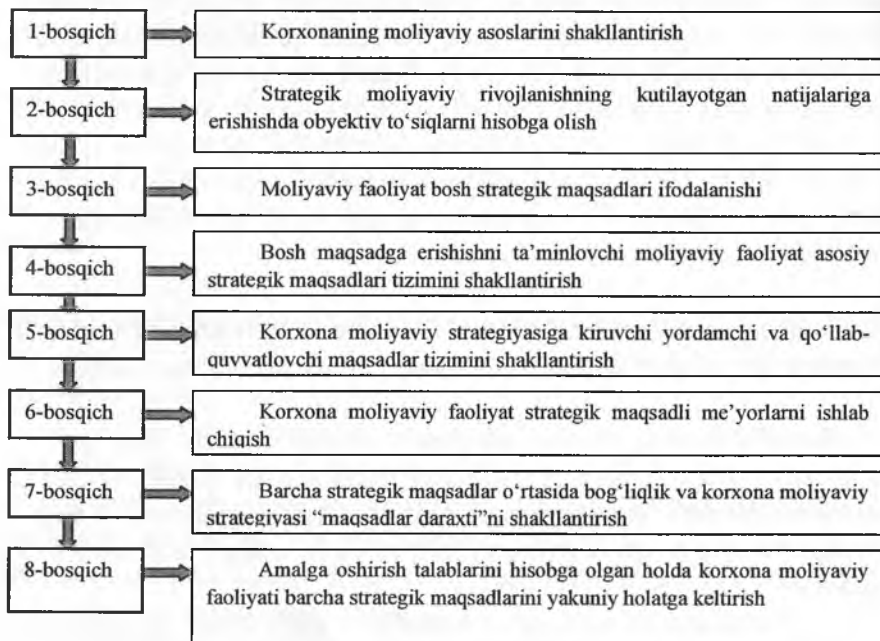 1-bosqich
Korxonaning moliyaviy asoslarini shakllantirish
2-bosqich
Strategik moliyaviy rivojlanishning kutilayotgan natijalariga
erishishda obyektiv to‘siqlarni hisobga olish
3-bosqich
Moliyaviy faoliyat bosh strategik maqsadlari ifodalanishi
4-bosqich
Bosh maqsadga erishishni ta’minlovchi moliyaviy faoliyat asosiy
strategik maqsadlari tizimini shakllantirish
5-bosqich
Korxona moliyaviy strategiyasiga kiruvchi yordamchi va qo‘llab-
quvvatlovchi maqsadlar tizimini shakllantirish
6-bosqich
Korxona moliyaviy faoliyat strategik maqsadli me’yorlarni ishlab
chiqish
7-bosqich
Barcha strategik maqsadlar o‘rtasida bog‘liqlik va korxona moliyaviy
strategiyasi “maqsadlar daraxti”ni shakllantirish
8-bosqich
Amalga oshirish talablarini hisobga olgan holda korxona moliyaviy
faoliyati barcha strategik maqsadlarini yakuniy holatga keltirish